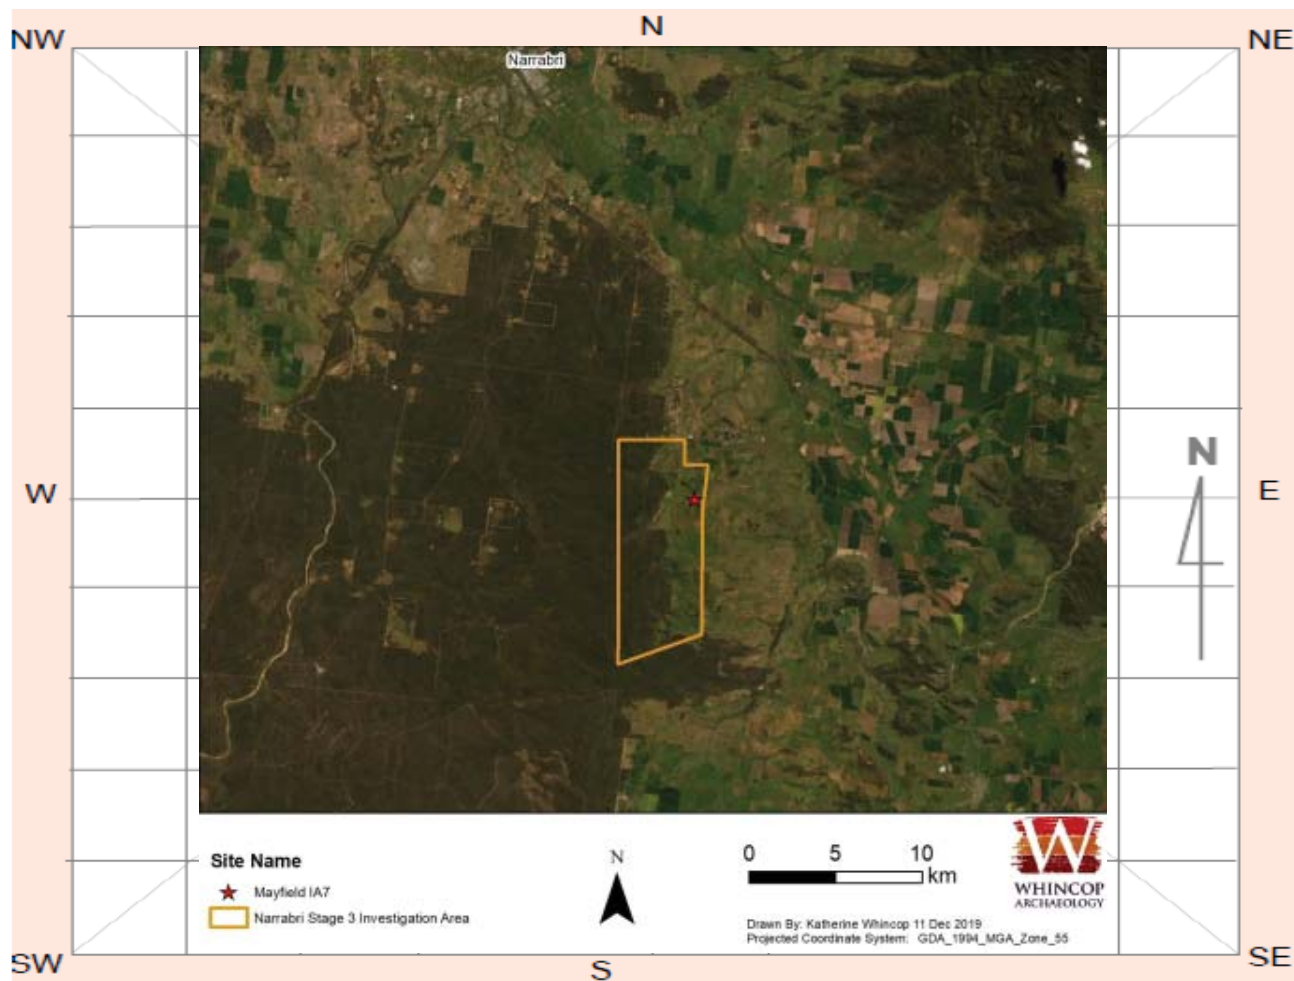 N
NW
NE
Narrabri
N
W
E
Site Name
Mayfield IA7
Narrabri Stage 3 Investigation Area
N
0 5 10
km
WHINCOP
ARCHAEOLOGY
Drawn By: Katherine Whincop 11 Dec 2019
Projected Coordinate System: GDA_1994_MGA_Zone_55
SW
S
SE